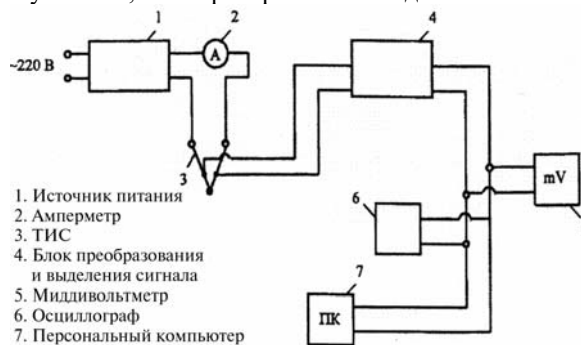 1
2
4
А
~220 В
3
mV
6
7
ПК
1. Источник питания
2. Амперметр
3. ТИС
4. Блок преобразования
и выделения сигнала
5. Миддивольтметр
6. Осциллограф
7. Персональный компьютер